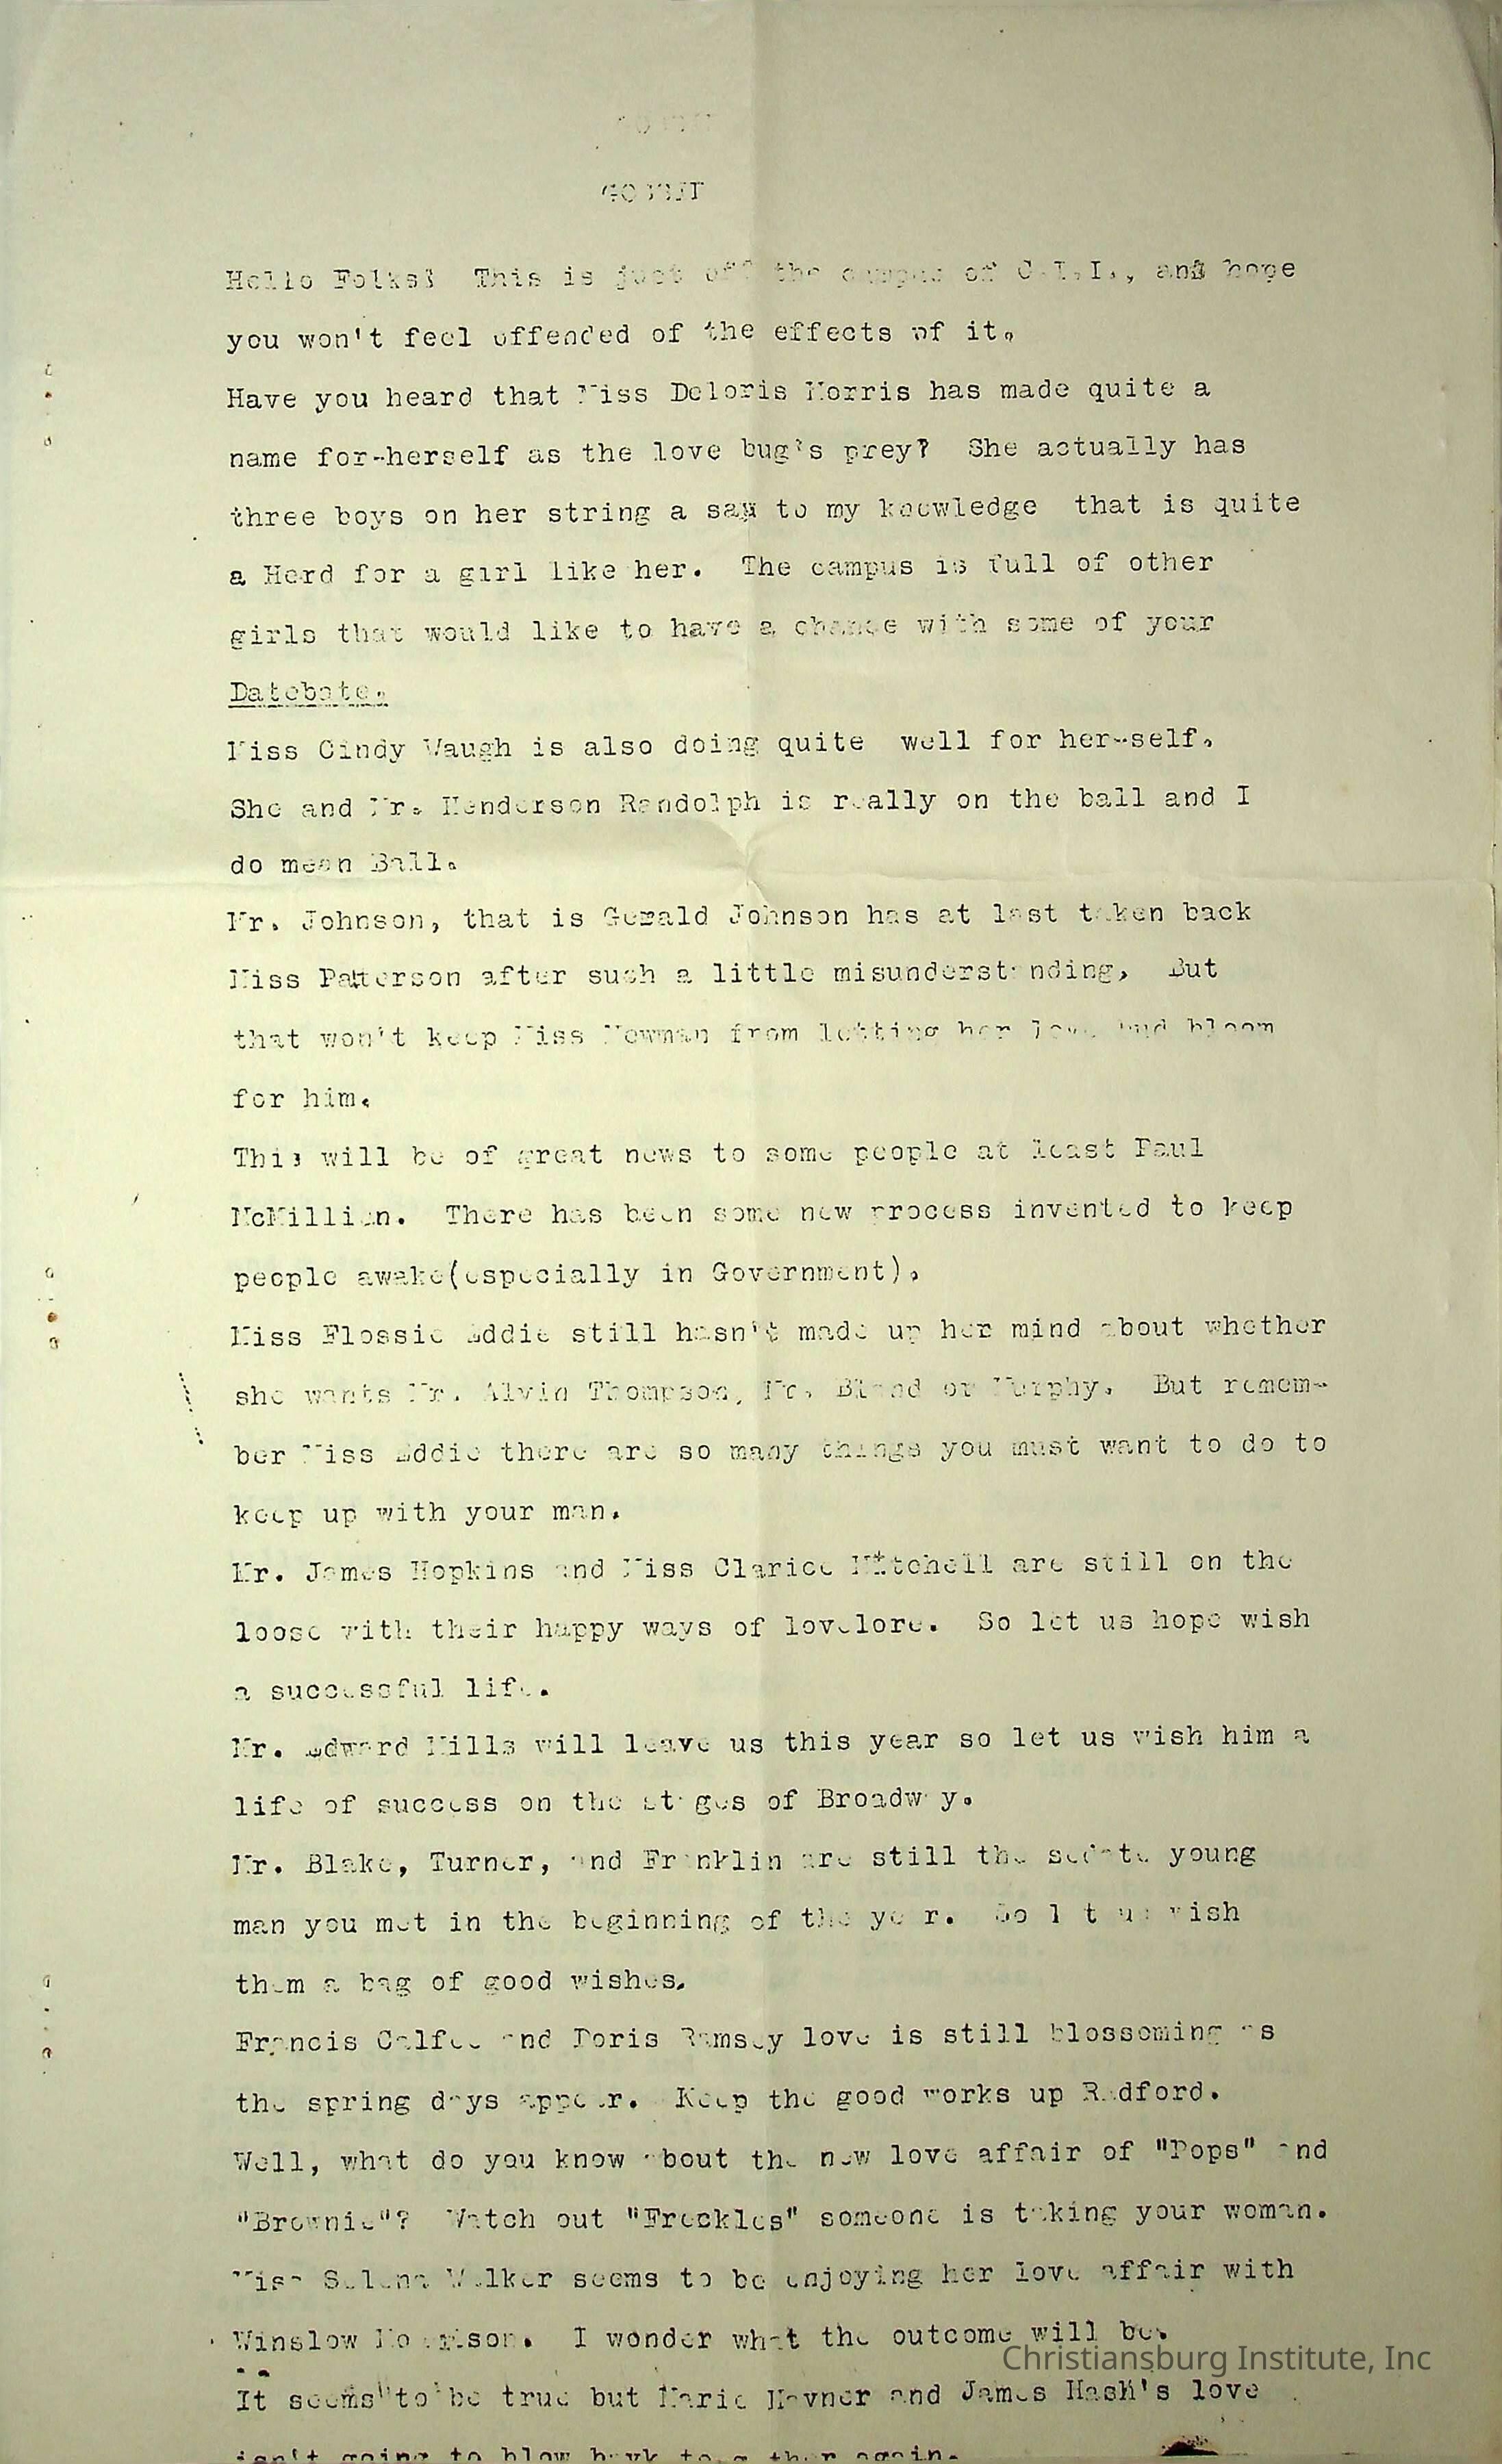 Hello Folks! This is just off the campus of C.I.I., and hope
you won't feel offended of the effects of it.
Have you heard that Miss Deloris Morris has made quite a
name for-herself as the love bug's prey? She actually has
three boys on her string a say to my knowledge that is quite
a Herd for a girl like her. The campus is full of other
girls that would like to have a chance with some of your
Datebate.
Miss Cindy Waugh is also doing quite well for her-self.
She and Mr. Henderson Randolph is really on the ball and I
do mean Ball.
Mr. Johnson, that is Gerald Johnson has at last taken back
Miss Patterson after such a little misunderstanding, But
that won't keep Miss Newman from letting her love bud bloom
for him.
This will be of great news to some people at least Paul
McMillian. There has been some new process invented to keep
people awake(especially in Government).
Miss Flossie Eddie still hasn't made up her mind about whether
she wants Mr. Alvin Thompson, Mr. Bland or Murphy. But remem-
ber Miss Eddie there are so many things you must want to do to
keep up with your man.
Mr. James Hopkins and Miss Clarice Mitchell are still on the
loose with their happy ways of lovelore. So let us hope wish
a successful life.
Mr. Edward Mills will leave us this year so let us wish him a
life of success on the stages of Broadway.
Mr. Blake, Turner, and Franklin are still the sedate young
man you met in the beginning of the year. So let us wish
them a bag of good wishes.
Francis Calfee and Doris Ramsey love is still blossoming as
the spring days appear. Keep the good works up Radford.
Well, what do you know about the new love affair of "Pops" and
"Brownie"? Watch out "Freckles" someone is taking your woman.
Miss Selena Walker seems to be enjoying her love affair with
Winslow Morrison. I wonder what the outcome will be.
It seems to be true but Marie Havner and James Hash's love
isn't going to blow back together again.
Christiansburg Institute, Inc